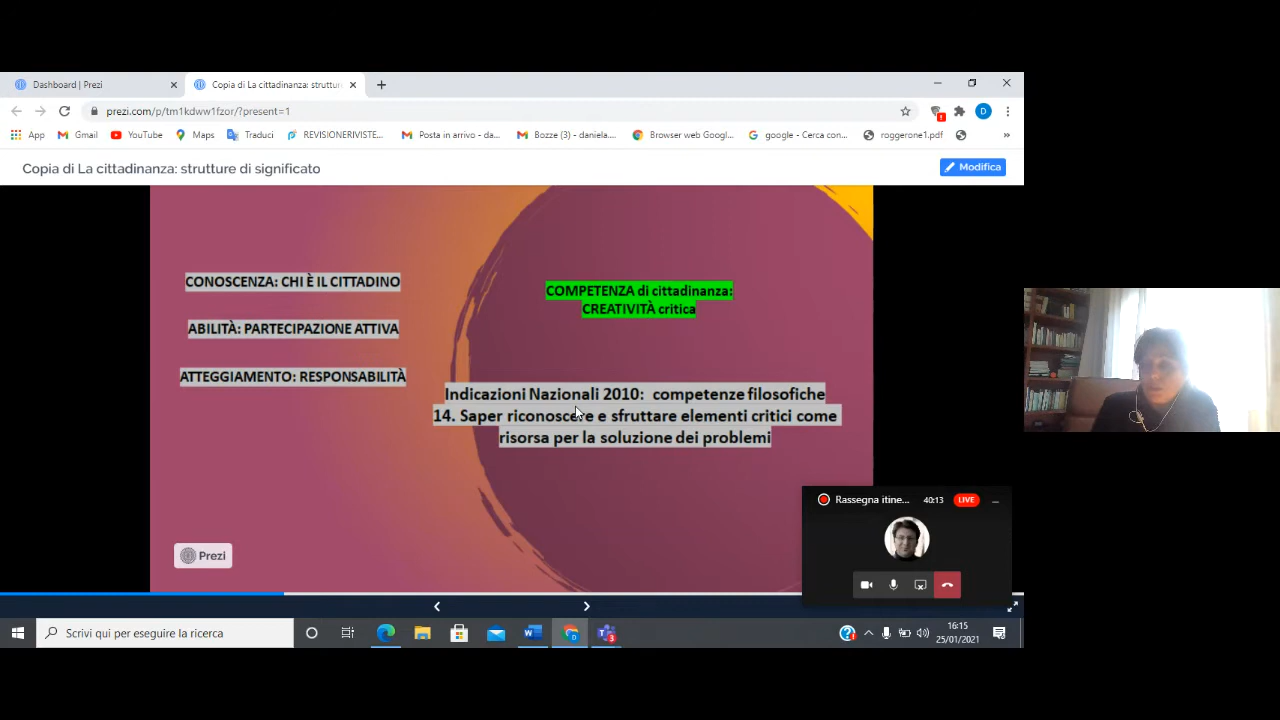 Dashboard | Prezi
Copia di La cittadinanza: struttur
prezi.com/p/tm1kdww1fzor/?present=1
App
Gmail
YouTube
Maps
Traduci
REVISIONERIVISTE...
Posta in arrivo - da...
Bozze (3) - daniela....
Browser web Googl...
google - Cerca con...
roggerone1.pdf
Copia di La cittadinanza: strutture di significato
Modifica
CONOSCENZA: CHI È IL CITTADINO
ABILITÀ: PARTECIPAZIONE ATTIVA
ATTEGGIAMENTO: RESPONSABILITÀ
COMPETENZA di cittadinanza:
CREATIVITÀ critica
Indicazioni Nazionali 2010: competenze filosofiche
14. Saper riconoscere e sfruttare elementi critici come
risorsa per la soluzione dei problemi
Rassegna itine...
40:13
LIVE
Prezi
Scrivi qui per eseguire la ricerca
16:15
25/01/2021